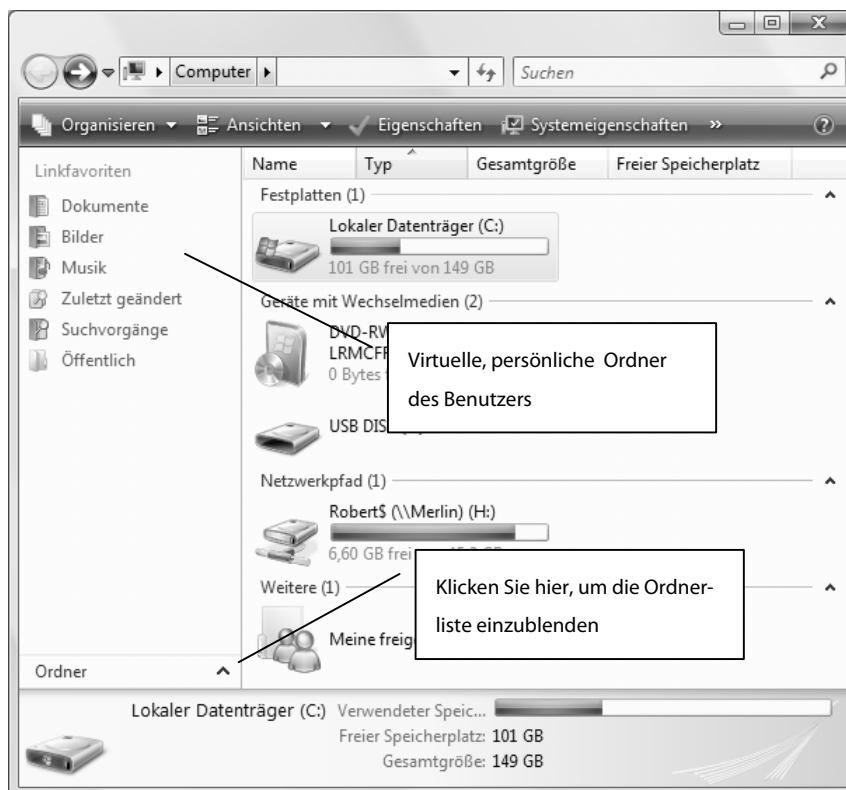 Computer
Suchen
Organisieren Ansichten Eigenschaften Systemeigenschaften »
Linkfavoriten
Dokumente
Bilder
Musik
Zuletzt geändert
Suchvorgänge
Öffentlich
Ordner
Name Typ Gesamtgröße Freier Speicherplatz
Festplatten (1)
Lokaler Datenträger (C:)
101 GB frei von 149 GB
Geräte mit Wechselmedien (2)
0 Bytes
USB
Virtuelle, persönliche Ordner
des Benutzers
Netzwerkpfad (1)
Robert$ (\\Merlin) (H:)
6,60 GB frei
Weitere (1)
Meine
Klicken Sie hier, um die Ordner-
liste einzublenden
Lokaler Datenträger (C:) Verwendeter Speic...
Freier Speicherplatz: 101 GB
Gesamtgröße: 149 GB